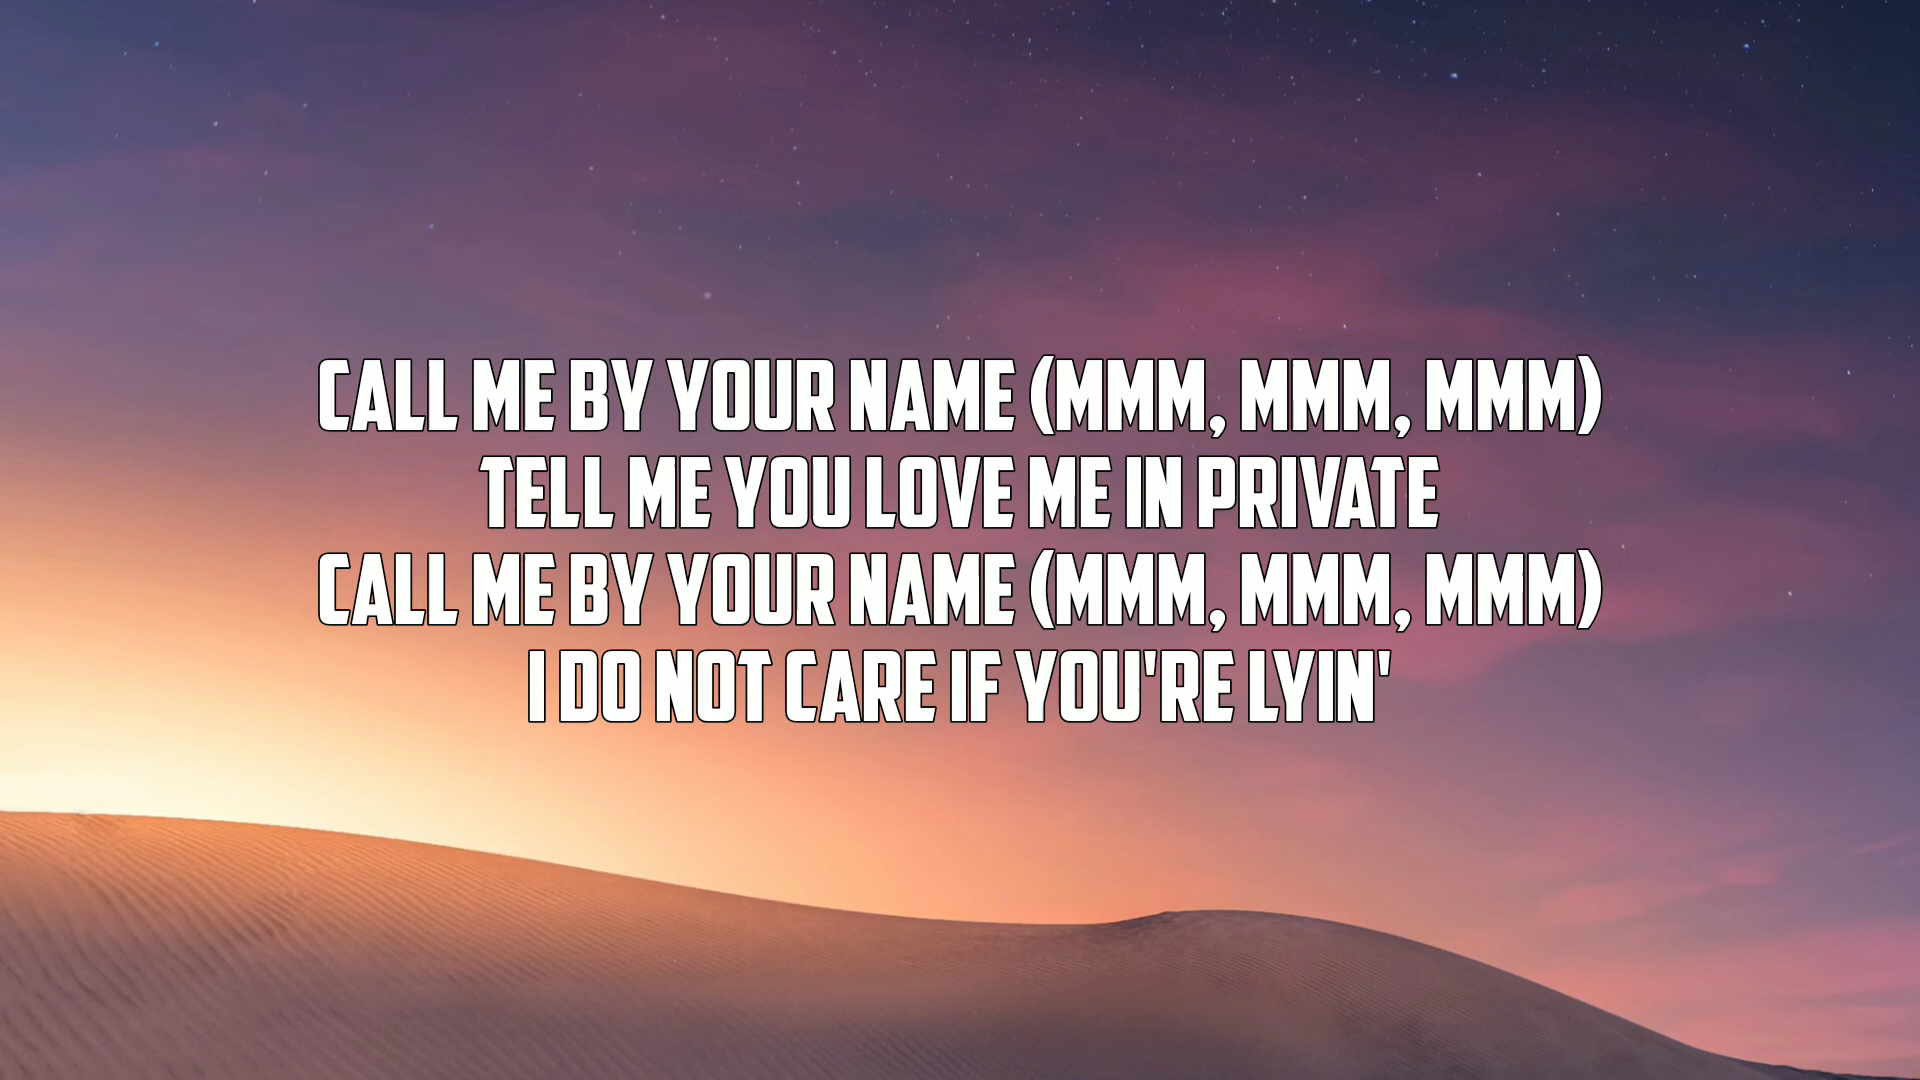 CALL ME BY YOUR NAME (MMM, MMM, MMM)
TELL ME YOU LOVE ME IN PRIVATE
CALL ME BY YOUR NAME (MMM, MMM, MMM)
I DO NOT CARE IF YOU'RE LYIN'